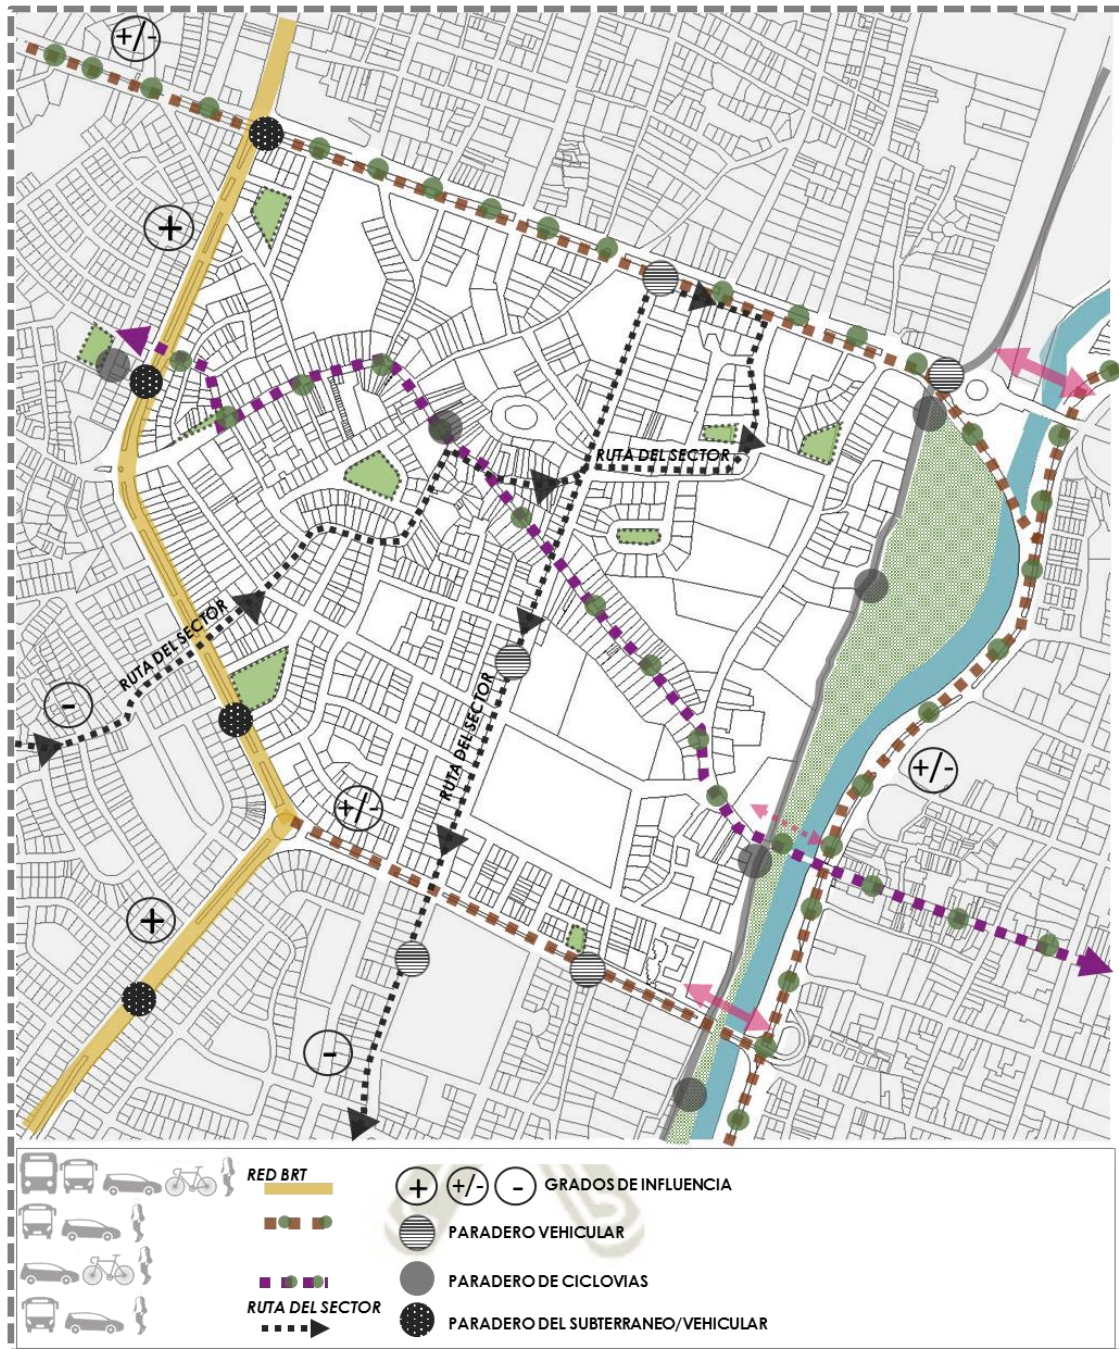 +/-
+
RUTA DEL SECTOR
RUTA DEL SECTOR
-
RUTA DEL SECTOR
+/-
+/-
+
-
RED BRT
+ +/- - GRADOS DE INFLUENCIA
PARADERO VEHICULAR
PARADERO DE CICLOVIAS
RUTA DEL SECTOR
PARADERO DEL SUBTERRANEO/VEHICULAR